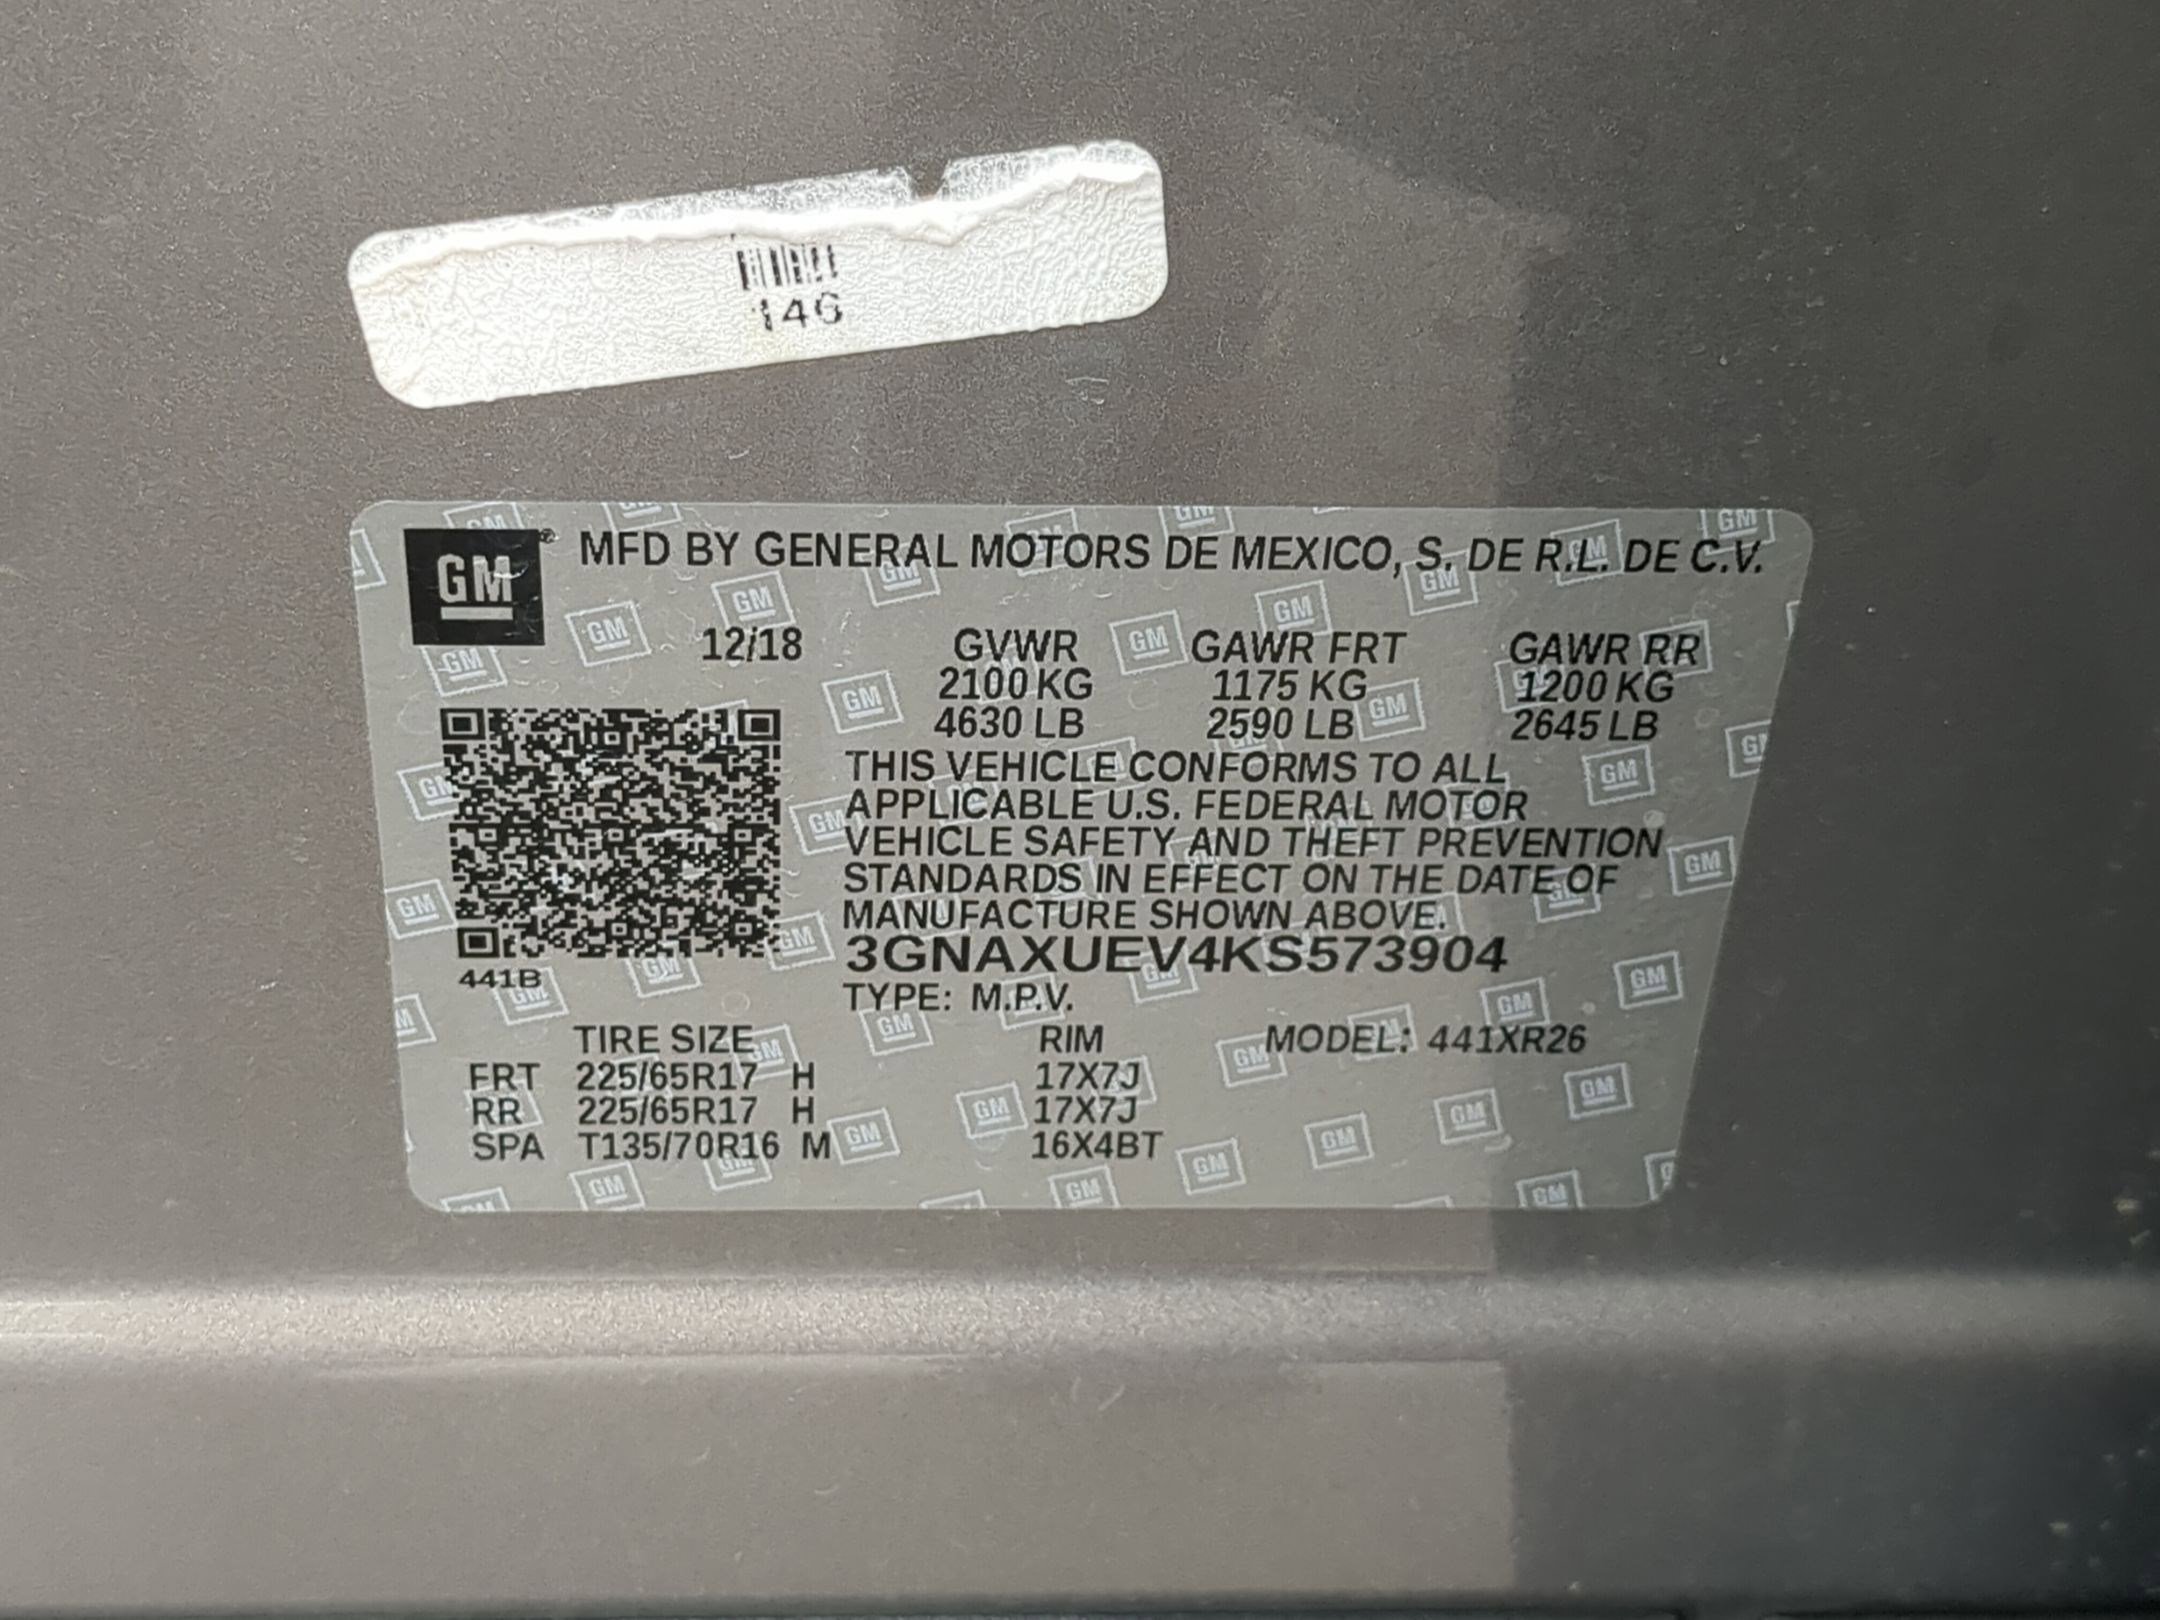 146
GM
MFD BY GENERAL MOTORS DE MEXICO, S. DE R.L. DE C.V.
12/18 GVWR GAWR FRT GAWR RR
2100 KG 1175 KG 1200 KG
4630 LB 2590 LB 2645 LB
THIS VEHICLE CONFORMS TO ALL
APPLICABLE U.S. FEDERAL MOTOR
VEHICLE SAFETY AND THEFT PREVENTION
STANDARDS IN EFFECT ON THE DATE OF
MANUFACTURE SHOWN ABOVE.
3GNAXUEV4KS573904
441B
TYPE: M.P.V.
TIRE SIZE RIM MODEL: 441XR26
FRT 225/65R17 H 17X7J
RR 225/65R17 H 17X7J
SPA T135/70R16 M 16X4BT